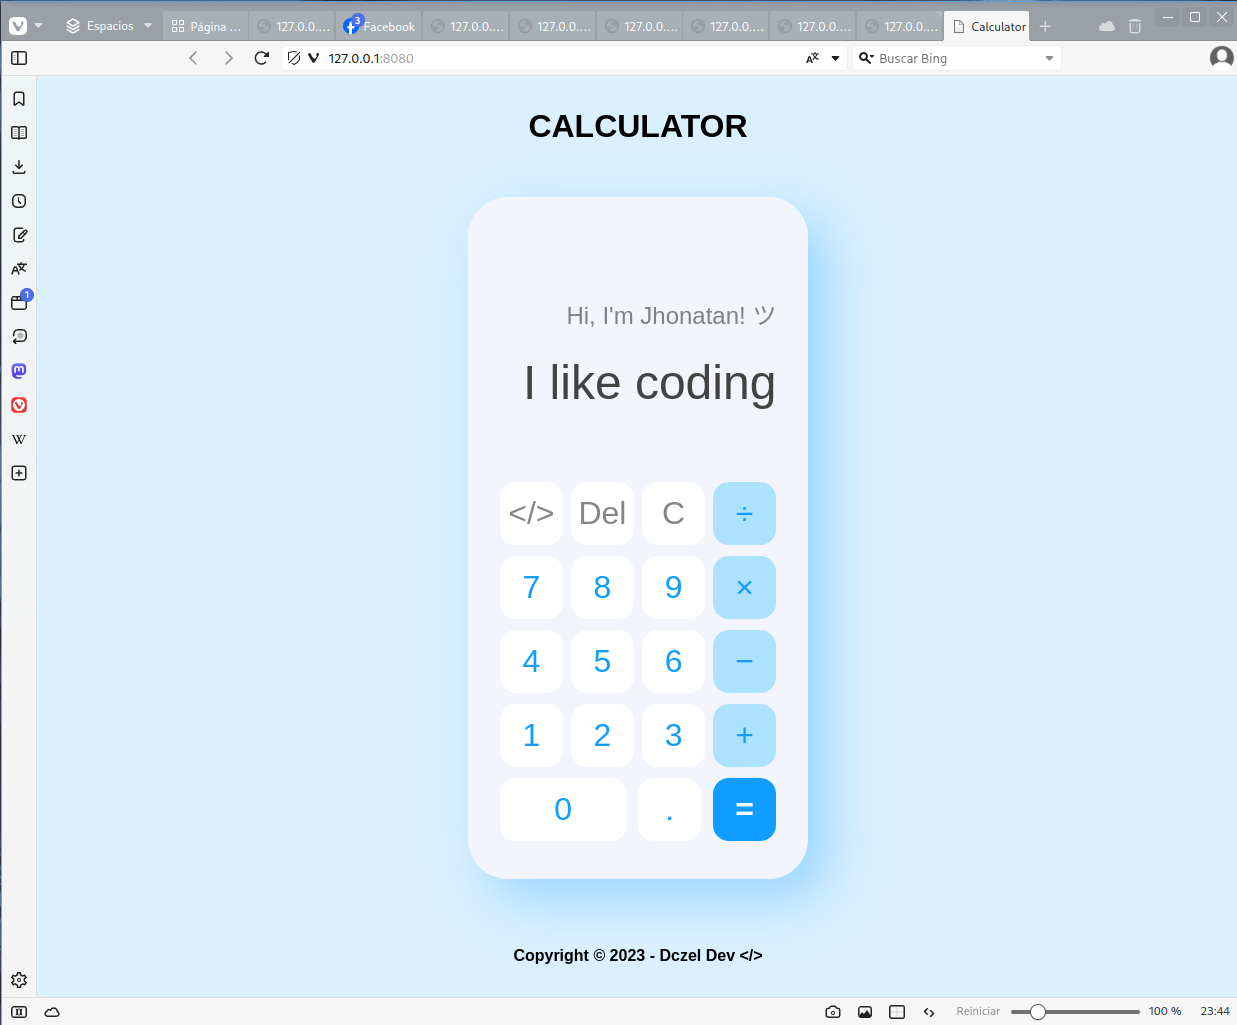 Espacios
Página ...
127.0.0....
3
Facebook
127.0.0....
127.0.0....
127.0.0....
127.0.0....
127.0.0....
127.0.0....
Calculator
127.0.0.1:8080
Buscar Bing
1
W
CALCULATOR
Hi, I'm Jhonatan! ツ
I like coding
</> Del C ÷
7 8 9 ×
4 5 6 −
1 2 3 +
0 . =
Copyright © 2023 - Dczel Dev </>
Reiniciar
100 %
23:44